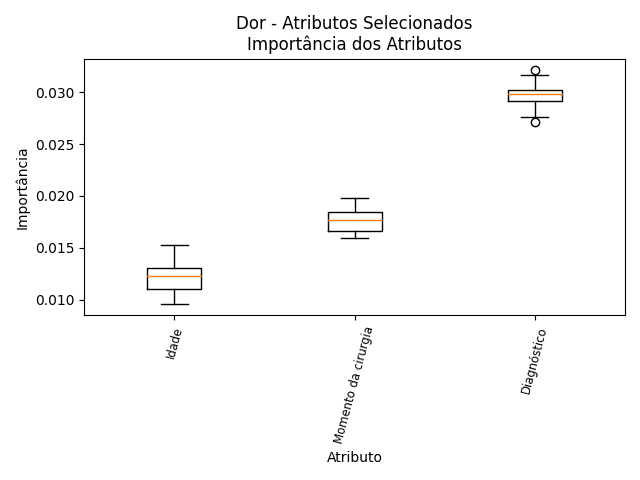 Dor - Atributos Selecionados
Importância dos Atributos
Importância
0.030
0.025
0.020
0.015
0.010
Idade
Momento da cirurgia
Diagnóstico
Atributo